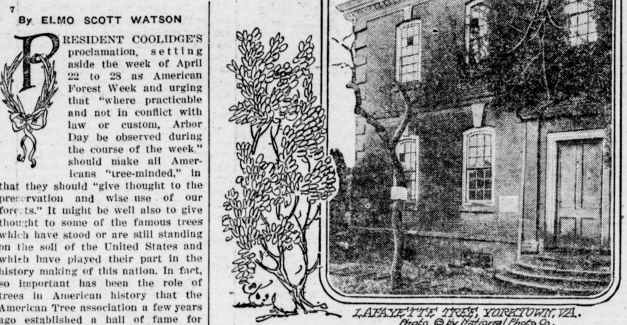 7
By ELMO SCOTT WATSON
PRESIDENT COOLIDGE'S
proclamation, setting
aside the week of April
22 to 28 as American
Forest Week and urging
that "where practicable
and not in conflict with
law or custom, Arbor
Day be observed during
the course of the week,"
should make all Amer-
icans "tree-minded," in
that they should "give thought to the
preservation and wise use of our
forests." It might be well also to give
thought to some of the famous trees
which have stood or are still standing
on the soil of the United States and
which have played their part in the
history making of this nation. In fact,
so important has been the role of
trees in American history that the
American Tree association a few years
ago established a hall of fame for
LAFAYETTE TREE, YORKTOWN, VA.
Photo © by National Photo Co.